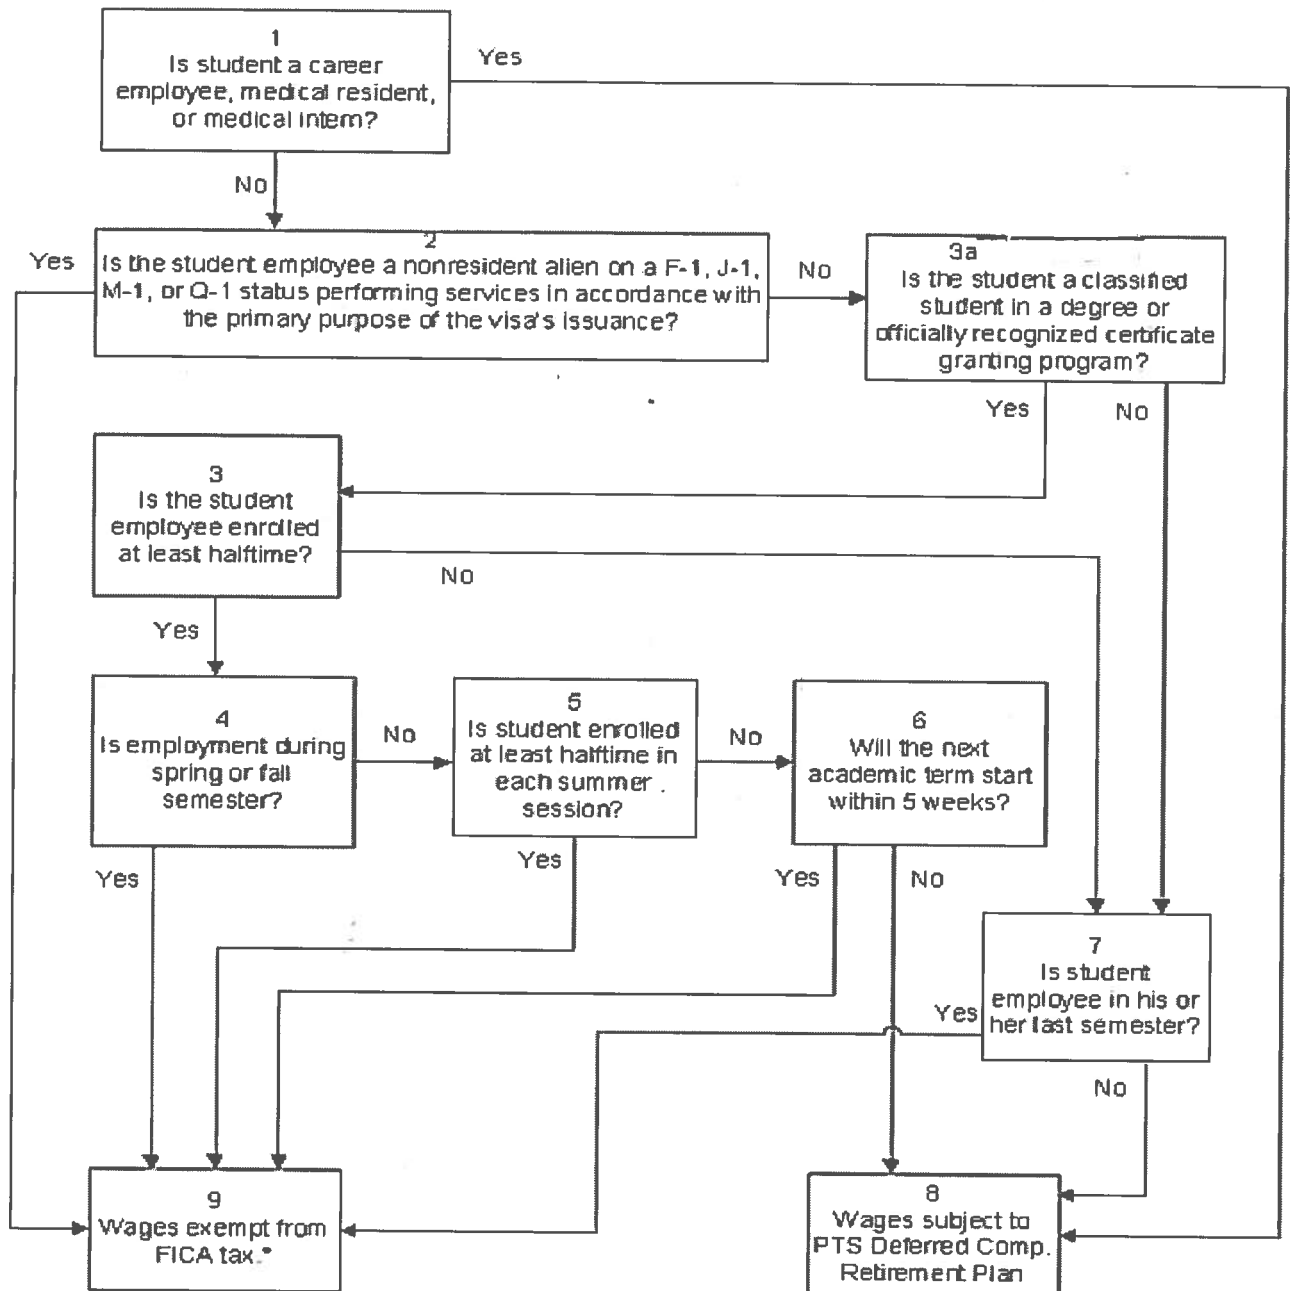 1
Is student a career
employee, medical resident,
or medical intern?
Yes
No
2
Is the student employee a nonresident alien on a F-1, J-1,
M-1, or Q-1 status performing services in accordance with
the primary purpose of the visa's issuance?
Yes
No
3a
Is the student a classified
student in a degree or
officially recognized certificate
granting program?
Yes
No
3
Is the student
employee enrolled
at least halftime?
No
Yes
4
Is employment during
spring or fall
semester?
No
5
Is student enrolled
at least halftime in
each summer
session?
No
6
Will the next
academic term start
within 5 weeks?
Yes
Yes
Yes
No
7
Is student
employee in his or
her last semester?
Yes
No
9
Wages exempt from
FICA tax.*
8
Wages subject to
PTS Deferred Comp.
Retirement Plan